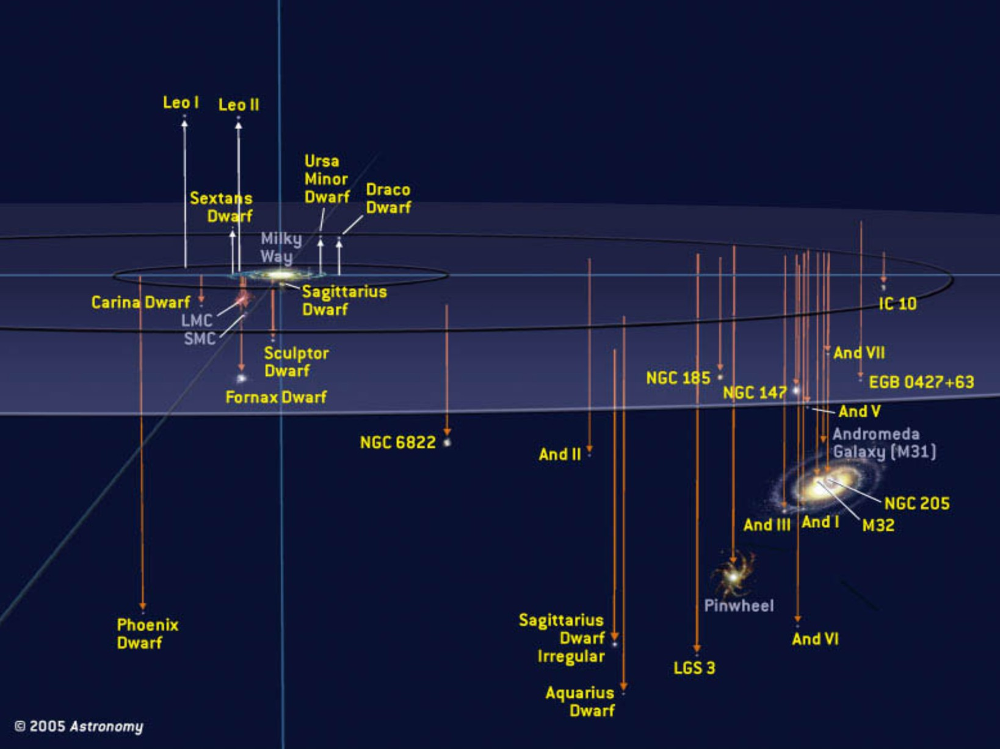 Leo I
Leo II
Ursa
Minor
Dwarf
Draco
Dwarf
Sextans
Dwarf
Milky
Way
Sagittarius
Dwarf
Carina Dwarf
LMC
SMC
Sculptor
Dwarf
Fornax Dwarf
IC 10
And VII
NGC 185
EGB 0427+63
NGC 147
And V
NGC 6822
And II
Andromeda
Galaxy (M31)
NGC 205
And III
And I
M32
Pinwheel
Phoenix
Dwarf
Sagittarius
Dwarf
Irregular
And VI
LGS 3
Aquarius
Dwarf
© 2005 Astronomy